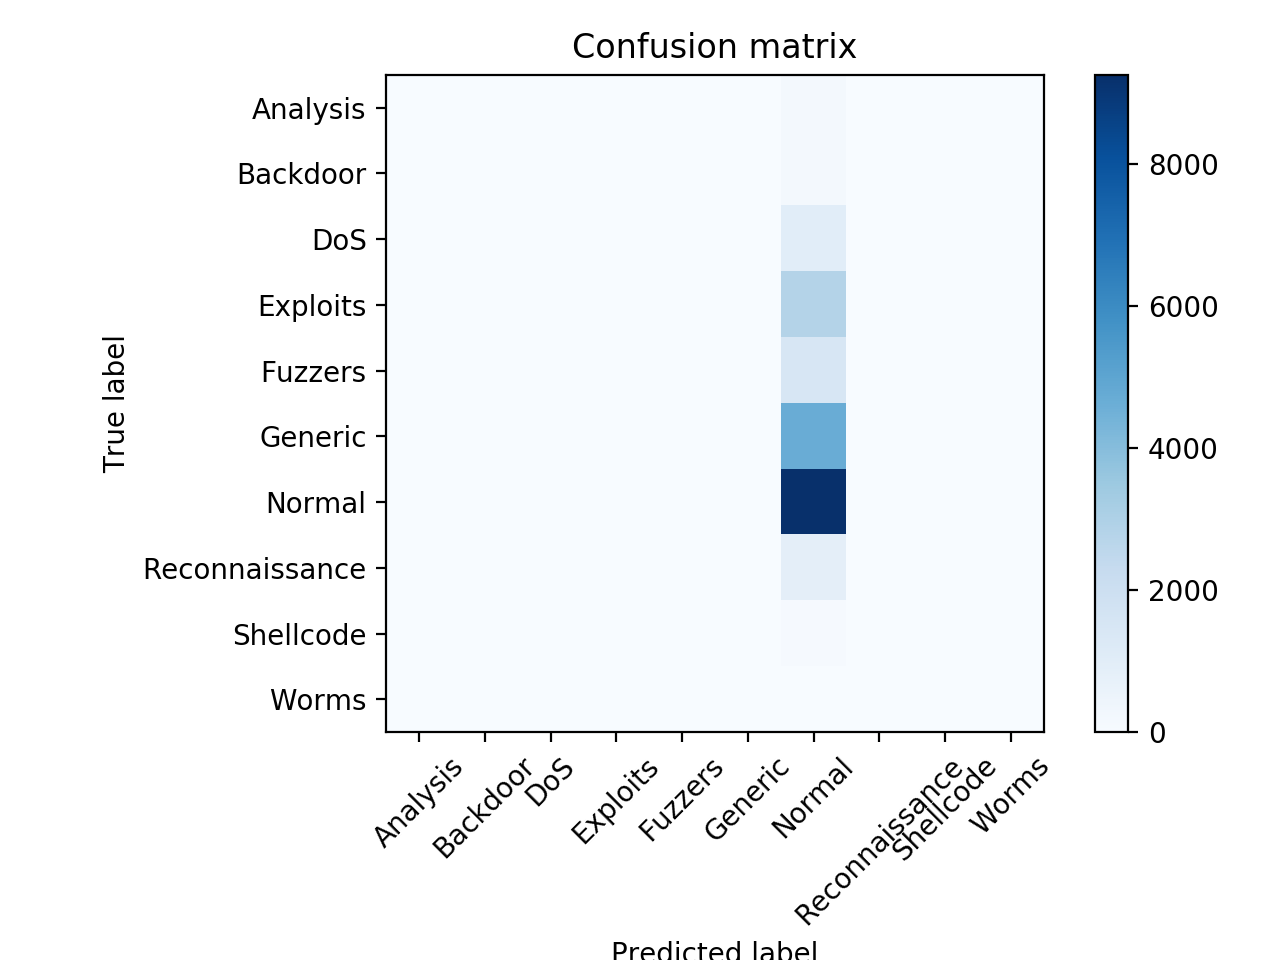 Confusion matrix
Analysis
Backdoor
DoS
Exploits
Fuzzers
Generic
Normal
Reconnaissance
Shellcode
Worms
True label
Analysis
Backdoor
DoS
Exploits
Fuzzers
Generic
Normal
Reconnaissance
Shellcode
Worms
Predicted label
8000
6000
4000
2000
0